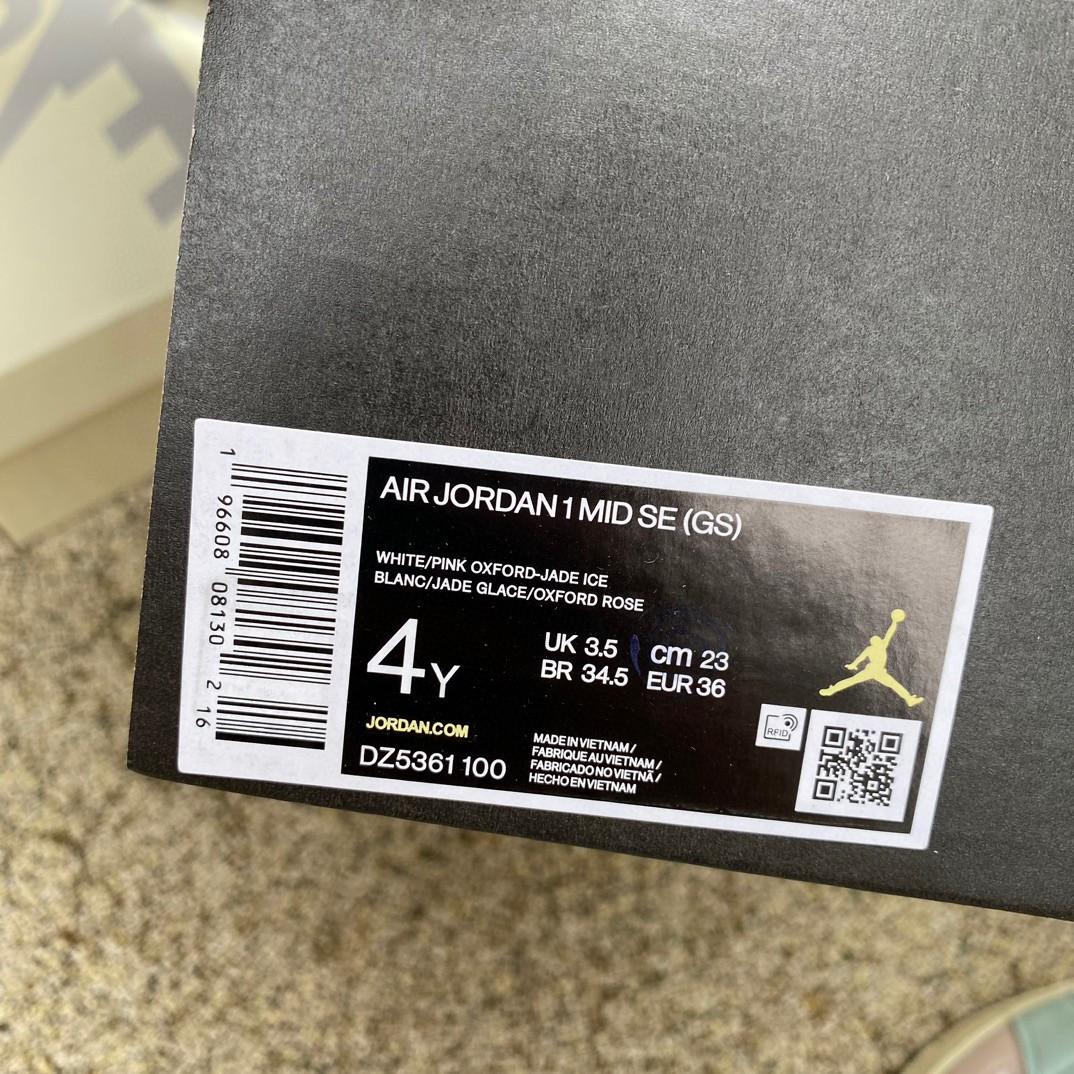 AIR JORDAN 1 MID SE (GS)
WHITE/PINK OXFORD-JADE ICE
BLANC/JADE GLACE/OXFORD ROSE
4Y
UK 3.5 cm 23
BR 34.5 EUR 36
JORDAN.COM
DZ5361 100
MADE IN VIETNAM /
FABRIQUE AU VIETNAM /
FABRICADO NO VIETNÃ /
HECHO EN VIETNAM
RFID
1 96608 08130 2 16